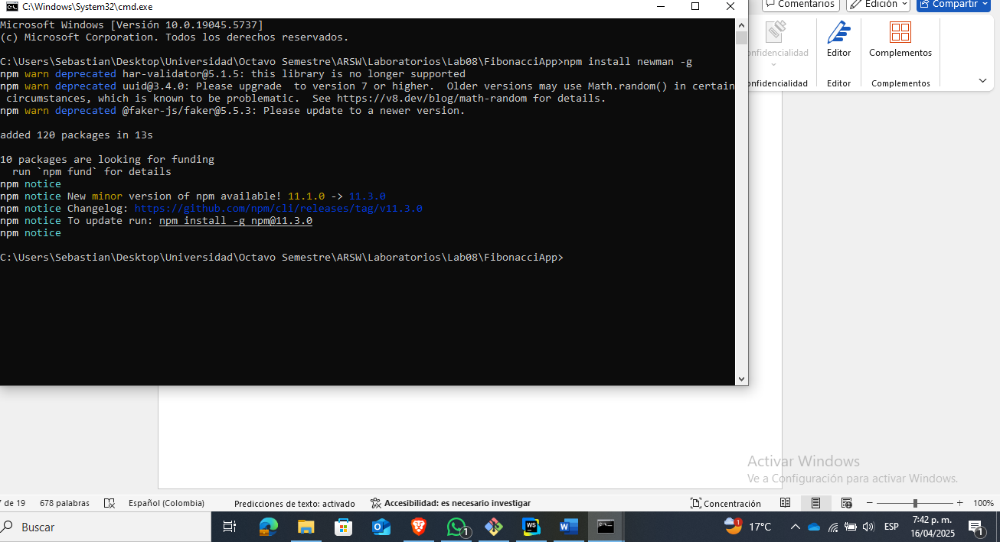 C:\Windows\System32\cmd.exe
Comentarios
Edición
Compartir
Microsoft Windows [Versión 10.0.19045.5737]
(c) Microsoft Corporation. Todos los derechos reservados.
C:\Users\Sebastian\Desktop\Universidad\Octavo Semestre\ARSW\Laboratorios\Lab08\FibonacciApp>npm install newman -g
npm warn deprecated har-validator@5.1.5: this library is no longer supported
npm warn deprecated uuid@3.4.0: Please upgrade  to version 7 or higher.  Older versions may use Math.random() in certain
circumstances, which is known to be problematic.  See https://v8.dev/blog/math-random for details.
npm warn deprecated @faker-js/faker@5.5.3: Please update to a newer version.
added 120 packages in 13s
10 packages are looking for funding
run `npm fund` for details
npm notice
npm notice New minor version of npm available! 11.1.0 -> 11.3.0
npm notice Changelog: https://github.com/npm/cli/releases/tag/v11.3.0
npm notice To update run: npm install -g npm@11.3.0
npm notice
C:\Users\Sebastian\Desktop\Universidad\Octavo Semestre\ARSW\Laboratorios\Lab08\FibonacciApp>
onfidencialidad
Editor
Complementos
onfidencialidad
Editor
Complementos
Activar Windows
Ve a Configuración para activar Windows.
de 19
678 palabras
Español (Colombia)
Predicciones de texto: activado
Accesibilidad: es necesario investigar
Concentración
100%
Buscar
WS
1
1
17°C
ESP
7:42 p. m.
16/04/2025
1